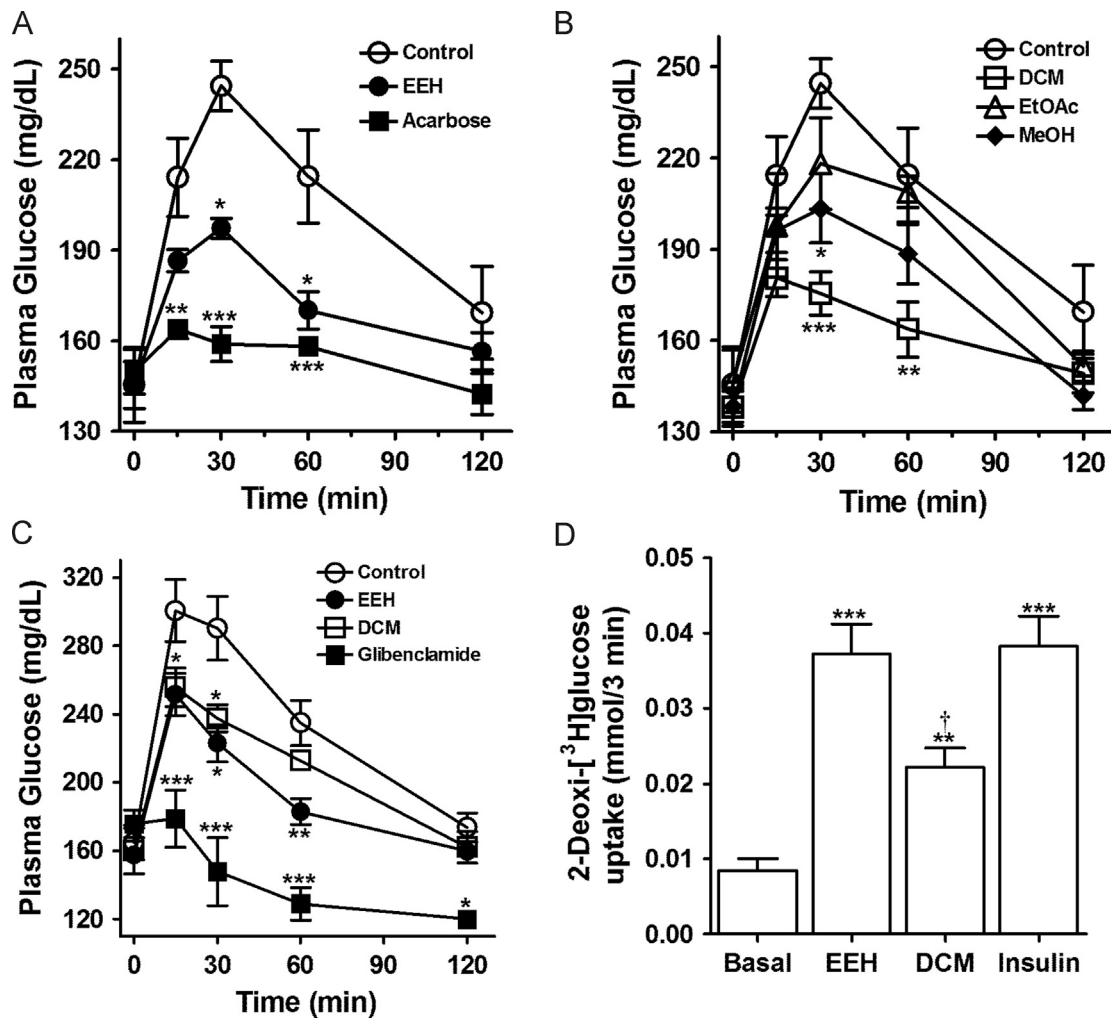 A
Control
EEH
Acarbose
Plasma Glucose (mg/dL)
250
220
190
160
130
*
*
**
***
***
0
30
60
90
120
Time (min)
B
Control
DCM
EtOAc
MeOH
Plasma Glucose (mg/dL)
250
220
190
160
130
*
***
**
0
30
60
90
120
Time (min)
C
Control
EEH
DCM
Glibenclamide
Plasma Glucose (mg/dL)
320
280
240
200
160
120
*
*
*
**
***
***
***
*
0
30
60
90
120
Time (min)
D
2-Deoxi-[³H]glucose
uptake (mmol/3 min)
0.05
0.04
0.03
0.02
0.01
0.00
***
†
**
***
Basal
EEH
DCM
Insulin